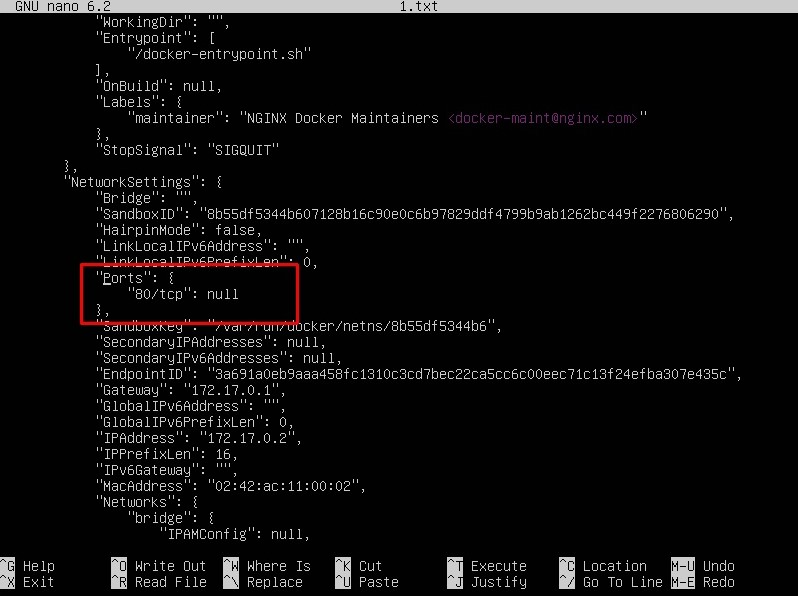 GNU nano 6.2 1.txt
"WorkingDir": "",
"Entrypoint": [
"/docker-entrypoint.sh"
],
"OnBuild": null,
"Labels": {
"maintainer": "NGINX Docker Maintainers <docker-maint@nginx.com>"
},
"StopSignal": "SIGQUIT"
},
"NetworkSettings": {
"Bridge": "",
"SandboxID": "8b55df5344b607128b16c90e0c6b97829ddf4799b9ab1262bc449f2276806290",
"HairpinMode": false,
"LinkLocalIPv6Address": "",
"LinkLocalIPv6PrefixLen": 0,
"Ports": {
"80/tcp": null
},
"SandboxKey": "/var/run/docker/netns/8b55df5344b6",
"SecondaryIPAddresses": null,
"SecondaryIPv6Addresses": null,
"EndpointID": "3a691a0eb9aaa458fc1310c3cd7bec22ca5cc6c00eec71c13f24efba307e435c",
"Gateway": "172.17.0.1",
"GlobalIPv6Address": "",
"GlobalIPv6PrefixLen": 0,
"IPAddress": "172.17.0.2",
"IPPrefixLen": 16,
"IPv6Gateway": "",
"MacAddress": "02:42:ac:11:00:02",
"Networks": {
"bridge": {
"IPAMConfig": null,
^G Help ^O Write Out ^W Where Is ^K Cut ^T Execute ^C Location M-U Undo
^X Exit ^R Read File ^\ Replace ^U Paste ^J Justify ^/ Go To Line M-E Redo